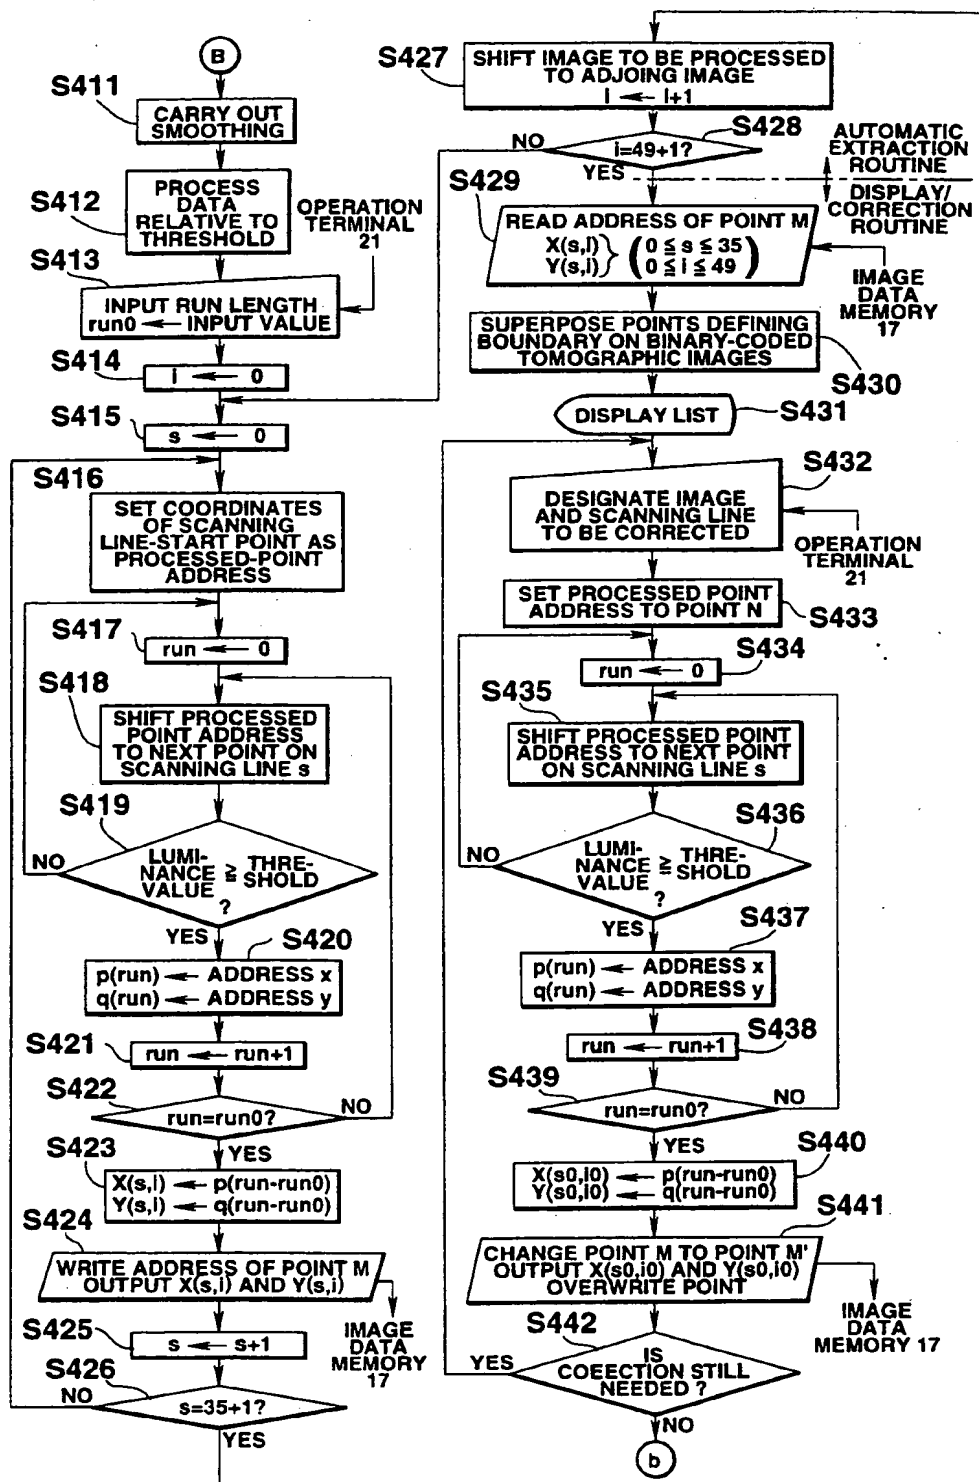 B
S411
CARRY OUT
SMOOTHING
S412
PROCESS
DATA
RELATIVE TO
THRESHOLD
OPERATION
TERMINAL
21
S413
INPUT RUN LENGTH
run0 ← INPUT VALUE
S414
i ← 0
S415
s ← 0
S416
SET COORDINATES
OF SCANNING
LINE-START POINT AS
PROCESSED-POINT
ADDRESS
S417
run ← 0
S418
SHIFT PROCESSED
POINT ADDRESS
TO NEXT POINT ON
SCANNING LINE s
S419
NO
LUMI-
NANCE
VALUE
≧
THRE-
SHOLD
?
YES
S420
p(run) ← ADDRESS x
q(run) ← ADDRESS y
S421
run ← run+1
S422
run=run0?
NO
YES
S423
X(s,i) ← p(run-run0)
Y(s,i) ← q(run-run0)
S424
WRITE ADDRESS OF POINT M
OUTPUT X(s,i) AND Y(s,i)
S425
s ← s+1
IMAGE
DATA
MEMORY
17
S426
NO
s=35+1?
YES
S427
SHIFT IMAGE TO BE PROCESSED
TO ADJOING IMAGE
i ← i+1
S428
NO
i=49+1?
YES
AUTOMATIC
EXTRACTION
ROUTINE
DISPLAY/
CORRECTION
ROUTINE
S429
READ ADDRESS OF POINT M
X(s,i) } ( 0 ≦ s ≦ 35 )
Y(s,i) } ( 0 ≦ i ≦ 49 )
IMAGE
DATA
MEMORY
17
SUPERPOSE POINTS DEFINING
BOUNDARY ON BINARY-CODED
TOMOGRAPHIC IMAGES
S430
DISPLAY LIST
S431
S432
DESIGNATE IMAGE
AND SCANNING LINE
TO BE CORRECTED
OPERATION
TERMINAL
21
SET PROCESSED POINT
ADDRESS TO POINT N
S433
run ← 0
S434
S435
SHIFT PROCESSED POINT
ADDRESS TO NEXT POINT
ON SCANNING LINE s
S436
NO
LUMI-
NANCE
VALUE
≧
THRE-
SHOLD
?
YES
S437
p(run) ← ADDRESS x
q(run) ← ADDRESS y
S438
run ← run+1
S439
run=run0?
NO
YES
S440
X(s0,i0) ← p(run-run0)
Y(s0,i0) ← q(run-run0)
S441
CHANGE POINT M TO POINT M'
OUTPUT X(s0,i0) AND Y(s0,i0)
OVERWRITE POINT
IMAGE
DATA
MEMORY 17
S442
YES
IS
COEECTION STILL
NEEDED ?
NO
b